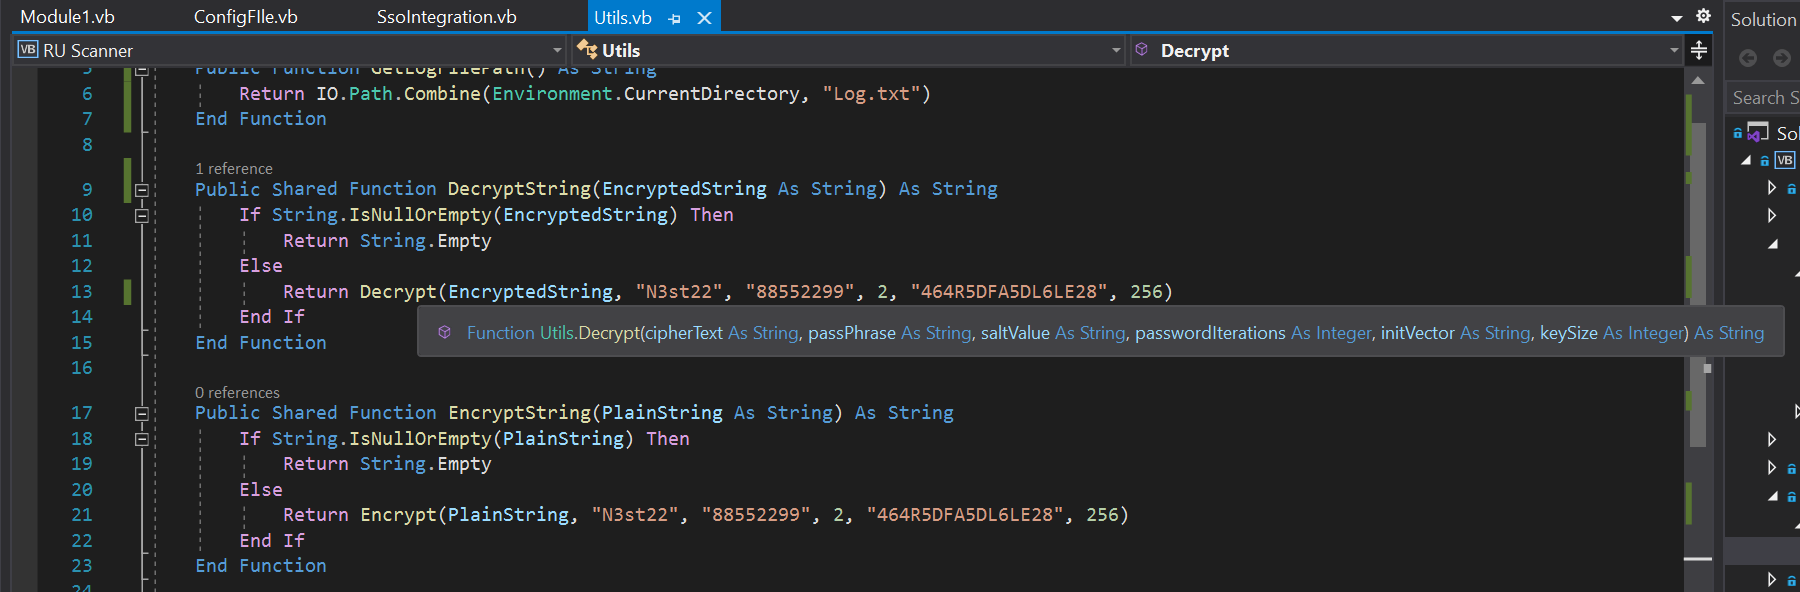 Module1.vb ConfigFIle.vb SsoIntegration.vb Utils.vb
Solution
VB RU Scanner Utils Decrypt
5 Public Function GetLogFilePath() As String
6 Return IO.Path.Combine(Environment.CurrentDirectory, "Log.txt")
Search S
7 End Function
8
Sol
VB
1 reference
9 Public Shared Function DecryptString(EncryptedString As String) As String
10 If String.IsNullOrEmpty(EncryptedString) Then
11 Return String.Empty
12 Else
13 Return Decrypt(EncryptedString, "N3st22", "88552299", 2, "464R5DFA5DL6LE28", 256)
14 End If
Function Utils.Decrypt(cipherText As String, passPhrase As String, saltValue As String, passwordIterations As Integer, initVector As String, keySize As Integer) As String
15 End Function
16
0 references
17 Public Shared Function EncryptString(PlainString As String) As String
18 If String.IsNullOrEmpty(PlainString) Then
19 Return String.Empty
20 Else
21 Return Encrypt(PlainString, "N3st22", "88552299", 2, "464R5DFA5DL6LE28", 256)
22 End If
23 End Function
24